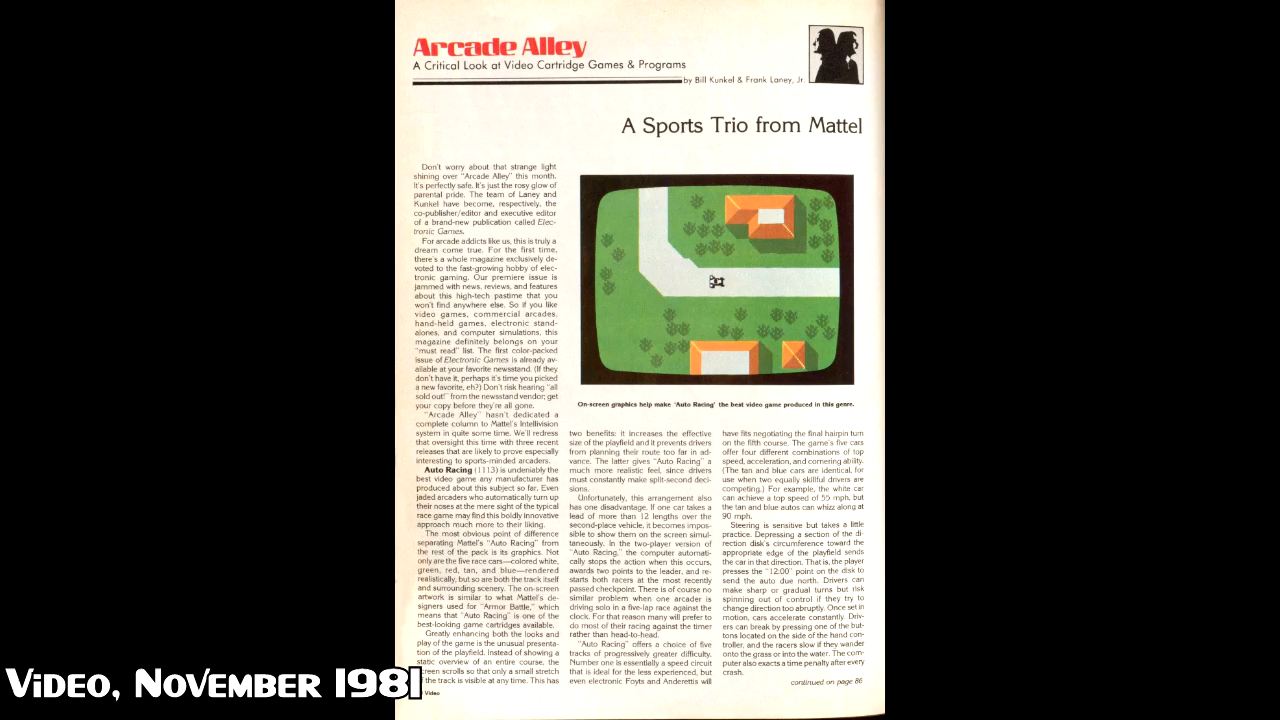 Arcade Alley
A Critical Look at Video Cartridge Games & Programs
by Bill Kunkel & Frank Laney, Jr.
A Sports Trio from Mattel
Don't worry about that strange light
shining over "Arcade Alley" this month.
It's perfectly safe. It's just the rosy glow of
parental pride. The team of Laney and
Kunkel have become, respectively, the
co-publisher/editor and executive editor
of a brand-new publication called Elec-
tronic Games.
For arcade addicts like us, this is truly a
dream come true. For the first time,
there's a whole magazine exclusively de-
voted to the fast-growing hobby of elec-
tronic gaming. Our premiere issue is
jammed with news, reviews, and features
about this high-tech pastime that you
won't find anywhere else. So if you like
video games, commercial arcades,
hand-held games, electronic stand-
alones, and computer simulations, this
magazine definitely belongs on your
"must read" list. The first color-packed
issue of Electronic Games is already av-
ailable at your favorite newsstand. (If they
don't have it, perhaps it's time you picked
a new favorite, eh?) Don't risk hearing "all
sold out!" from the newsstand vendor; get
your copy before they're all gone.
"Arcade Alley" hasn't dedicated a
complete column to Mattel's Intellivision
system in quite some time. We'll redress
that oversight this time with three recent
releases that are likely to prove especially
interesting to sports-minded arcaders.
Auto Racing (1113) is undeniably the
best video game any manufacturer has
produced about this subject so far. Even
jaded arcaders who automatically turn up
their noses at the mere sight of the typical
race game may find this boldly innovative
approach much more to their liking.
The most obvious point of difference
separating Mattel's "Auto Racing" from
the rest of the pack is its graphics. Not
only are the five race cars—colored white,
green, red, tan, and blue—rendered
realistically, but so are both the track itself
and surrounding scenery. The on-screen
artwork is similar to what Mattel's de-
signers used for "Armor Battle," which
means that "Auto Racing" is one of the
best-looking game cartridges available.
Greatly enhancing both the looks and
play of the game is the unusual presenta-
tion of the playfield. Instead of showing a
static overview of an entire course, the
screen scrolls so that only a small stretch
of the track is visible at any time. This has
On-screen graphics help make 'Auto Racing' the best video game produced in this genre.
two benefits: it increases the effective
size of the playfield and it prevents drivers
from planning their route too far in ad-
vance. The latter gives "Auto Racing" a
much more realistic feel, since drivers
must constantly make split-second deci-
sions.
Unfortunately, this arrangement also
has one disadvantage. If one car takes a
lead of more than 12 lengths over the
second-place vehicle, it becomes impos-
sible to show them on the screen simul-
taneously. In the two-player version of
"Auto Racing," the computer automati-
cally stops the action when this occurs,
awards two points to the leader, and re-
starts both racers at the most recently
passed checkpoint. There is of course no
similar problem when one arcader is
driving solo in a five-lap race against the
clock. For that reason many will prefer to
do most of their racing against the timer
rather than head-to-head.
"Auto Racing" offers a choice of five
tracks of progressively greater difficulty.
Number one is essentially a speed circuit
that is ideal for the less experienced, but
even electronic Foyts and Anderettis will
have fits negotiating the final hairpin turn
on the fifth course. The game's five cars
offer four different combinations of top
speed, acceleration, and cornering ability.
(The tan and blue cars are identical, for
use when two equally skillful drivers are
competing.) For example, the white car
can achieve a top speed of 55 mph, but
the tan and blue autos can whizz along at
90 mph.
Steering is sensitive but takes a little
practice. Depressing a section of the di-
rection disk's circumference toward the
appropriate edge of the playfield sends
the car in that direction. That is, the player
presses the "12:00" point on the disk to
send the auto due north. Drivers can
make sharp or gradual turns but risk
spinning out of control if they try to
change direction too abruptly. Once set in
motion, cars accelerate constantly. Driv-
ers can break by pressing one of the but-
tons located on the side of the hand con-
troller, and the racers slow if they wander
onto the grass or into the water. The com-
puter also exacts a time penalty after every
crash.
continued on page 86
Video
Video, November 1981